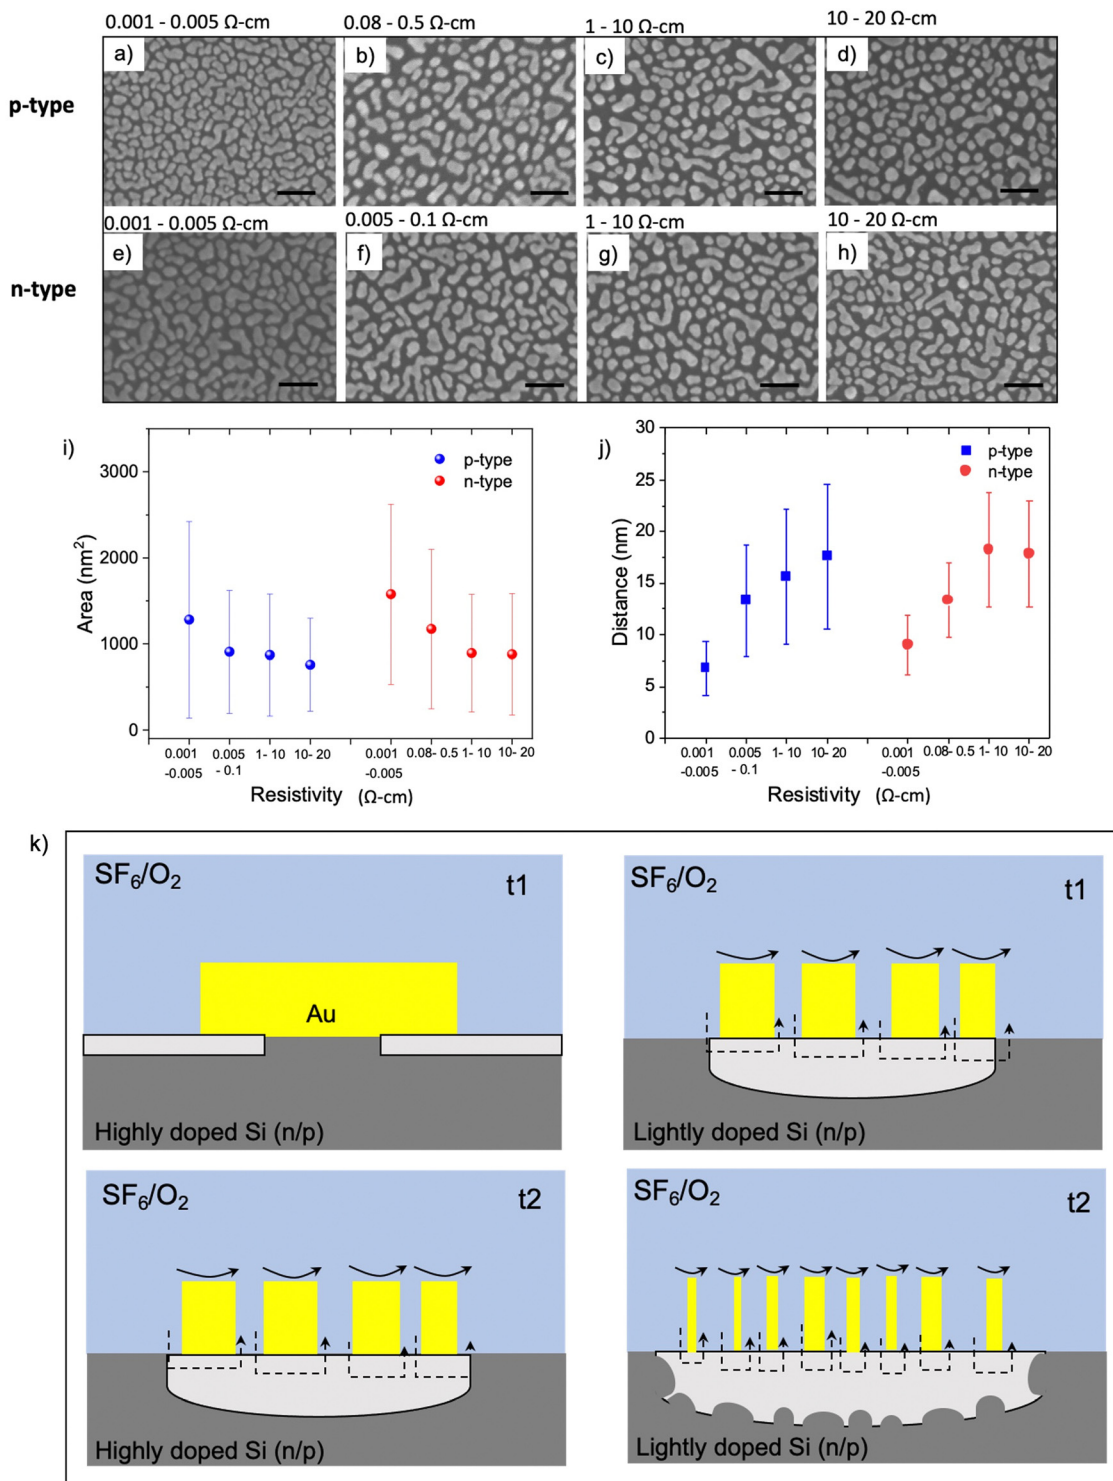 0.001 - 0.005 Ω-cm
0.08 - 0.5 Ω-cm
1 - 10 Ω-cm
10 - 20 Ω-cm
p-type
a)
b)
c)
d)
0.001 - 0.005 Ω-cm
0.005 - 0.1 Ω-cm
1 - 10 Ω-cm
10 - 20 Ω-cm
n-type
e)
f)
g)
h)
i)
Area (nm²)
3000
2000
1000
0
p-type
n-type
0.001
-0.005
0.005
- 0.1
1- 10
10- 20
0.001
-0.005
0.08- 0.5
1- 10
10- 20
Resistivity (Ω-cm)
j)
Distance (nm)
30
25
20
15
10
5
0
p-type
n-type
0.001
-0.005
0.005
- 0.1
1- 10
10- 20
0.001
-0.005
0.08- 0.5
1- 10
10- 20
Resistivity (Ω-cm)
k)
SF₆/O₂
t1
Au
Highly doped Si (n/p)
SF₆/O₂
t1
Lightly doped Si (n/p)
SF₆/O₂
t2
Highly doped Si (n/p)
SF₆/O₂
t2
Lightly doped Si (n/p)